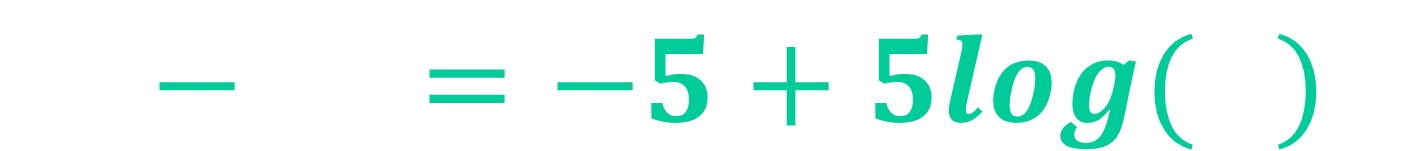 − = −5 + 5log( )